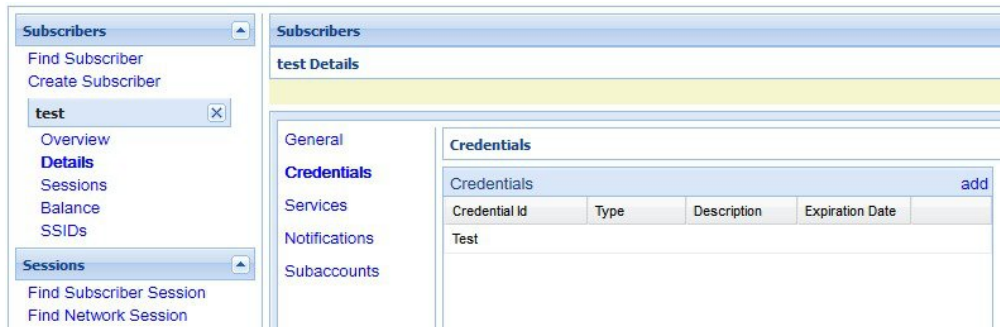 Subscribers
Find Subscriber
Create Subscriber
test
Overview
Details
Sessions
Balance
SSIDs
Sessions
Find Subscriber Session
Find Network Session
Subscribers
test Details
General
Credentials
Services
Notifications
Subaccounts
Credentials
Credentials add
Credential Id Type Description Expiration Date
Test